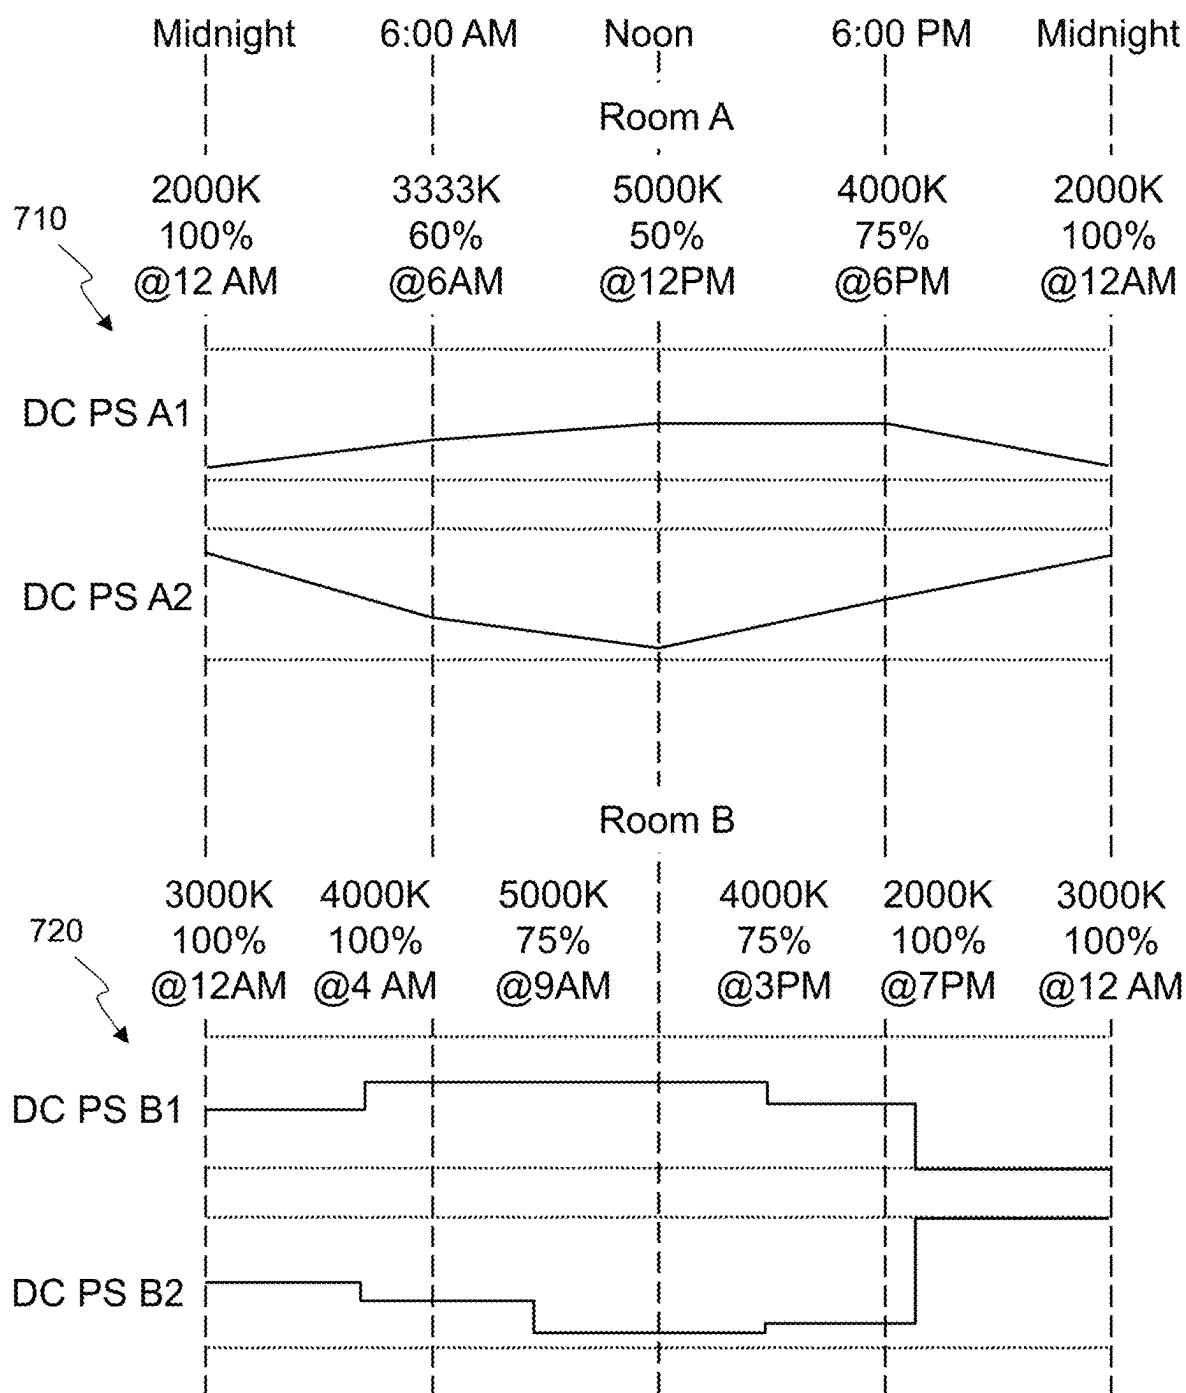 Midnight 6:00 AM Noon 6:00 PM Midnight
Room A
2000K 3333K 5000K 4000K 2000K
710 100% 60% 50% 75% 100%
@12 AM @6AM @12PM @6PM @12AM
DC PS A1
DC PS A2
Room B
3000K 4000K 5000K 4000K 2000K 3000K
720 100% 100% 75% 75% 100% 100%
@12AM @4 AM @9AM @3PM @7PM @12 AM
DC PS B1
DC PS B2